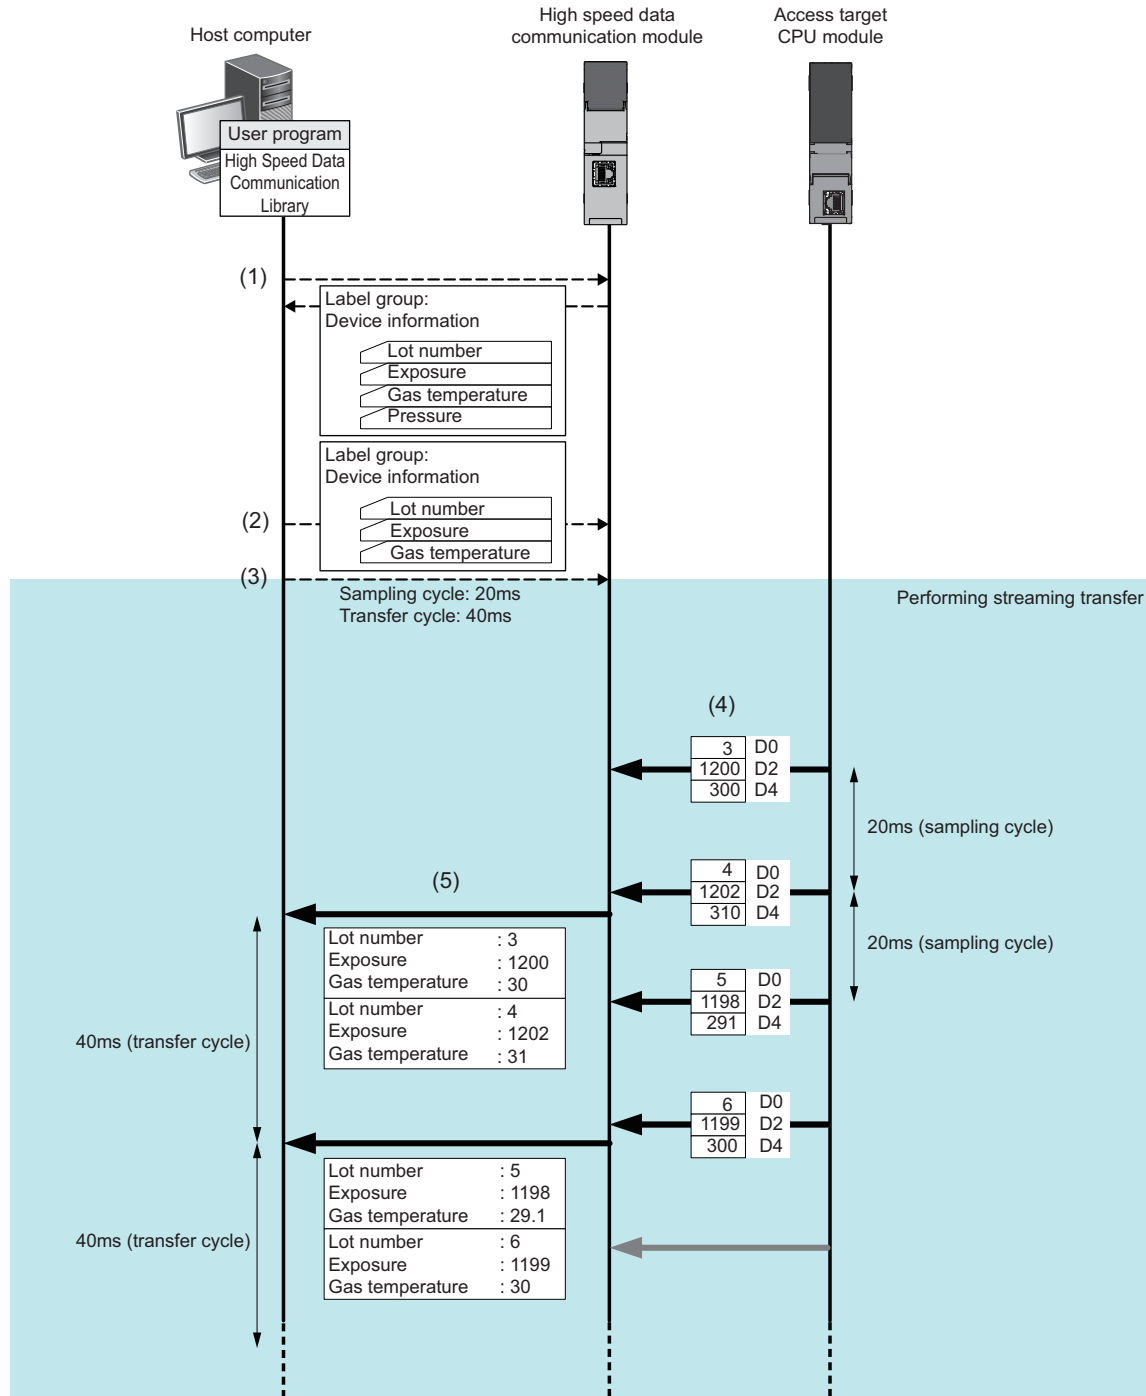 Host computer
High speed data
communication module
Access target
CPU module
User program
High Speed Data
Communication
Library
(1)
Label group:
Device information
Lot number
Exposure
Gas temperature
Pressure
Label group:
Device information
Lot number
(2)
Exposure
Gas temperature
(3)
Sampling cycle: 20ms
Transfer cycle: 40ms
Performing streaming transfer
(4)
3 D0
1200 D2
300 D4
20ms (sampling cycle)
4 D0
1202 D2
310 D4
(5)
20ms (sampling cycle)
Lot number : 3
Exposure : 1200
Gas temperature : 30
Lot number : 4
Exposure : 1202
Gas temperature : 31
5 D0
1198 D2
291 D4
40ms (transfer cycle)
6 D0
1199 D2
300 D4
Lot number : 5
Exposure : 1198
Gas temperature : 29.1
Lot number : 6
Exposure : 1199
Gas temperature : 30
40ms (transfer cycle)